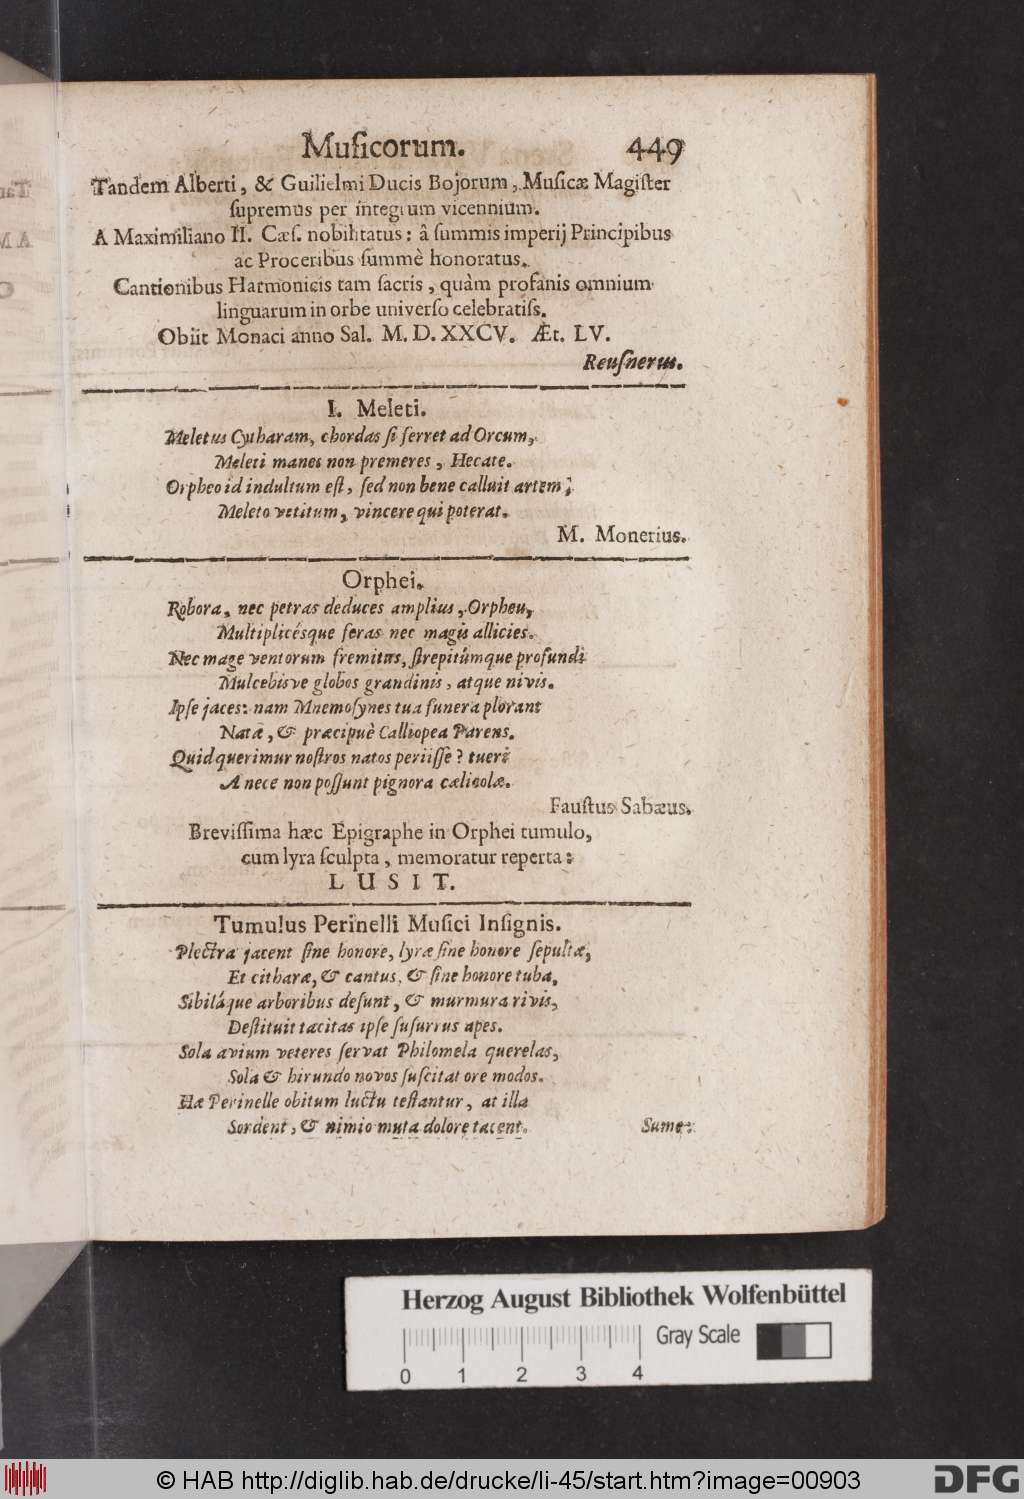 Muſicorum. 449
Tandem Alberti, & Guilielmi Ducis Bojorum, Muſicæ Magiſter
ſupremus per integrum vicennium.
A Maximiliano II. Cæſ. nobilitatus: â ſummis imperij Principibus
ac Proceribus ſummè honoratus.
Cantionibus Harmonicis tam ſacris, quàm profanis omnium
linguarum in orbe univerſo celebratiſs.
Obiit Monaci anno Sal. M. D. XXCV. Æt. LV.
Reuſnerus.
I. Meleti.
Meletus Cytharam, chordas ſi ferret ad Orcum,
Meleti manes non premeres, Hecate.
Orpheo id indultum eſt, ſed non bene calluit artem;
Meleto vetitum, vincere qui poterat.
M. Monerius.
Orphei.
Robora, nec petras deduces amplius, Orpheu,
Multiplicésque feras nec magis allicies.
Nec mage ventorum fremitus, ſtrepitúmque profundi
Mulcebisve globos grandinis, atque nivis.
Ipſe jaces: nam Mnemoſynes tua funera plorant
Natæ, & præcipuè Calliopea Parens.
Quid querimur noſtros natos periiſſe? tueri
A nece non poſſunt pignora cælicolæ.
Fauſtus Sabæus.
Breviſſima hæc Epigraphe in Orphei tumulo,
cum lyra ſculpta, memoratur reperta:
L U S I T.
Tumulus Perinelli Muſici Inſignis.
Plectra jacent ſine honore, lyræ ſine honore ſepultæ,
Et citharæ, & cantus, & ſine honore tuba,
Sibiláque arboribus deſunt, & murmura rivis,
Deſtituit tacitas ipſe ſuſurrus apes.
Sola avium veteres ſervat Philomela querelas,
Sola & hirundo novos ſuſcitat ore modos.
Hæ Perinelle obitum luctu teſtantur, at illa
Sordent, & nimio muta dolore tacent.
Sume:
Herzog August Bibliothek Wolfenbüttel
Gray Scale
0 1 2 3 4
© HAB http://diglib.hab.de/drucke/li-45/start.htm?image=00903
DFG